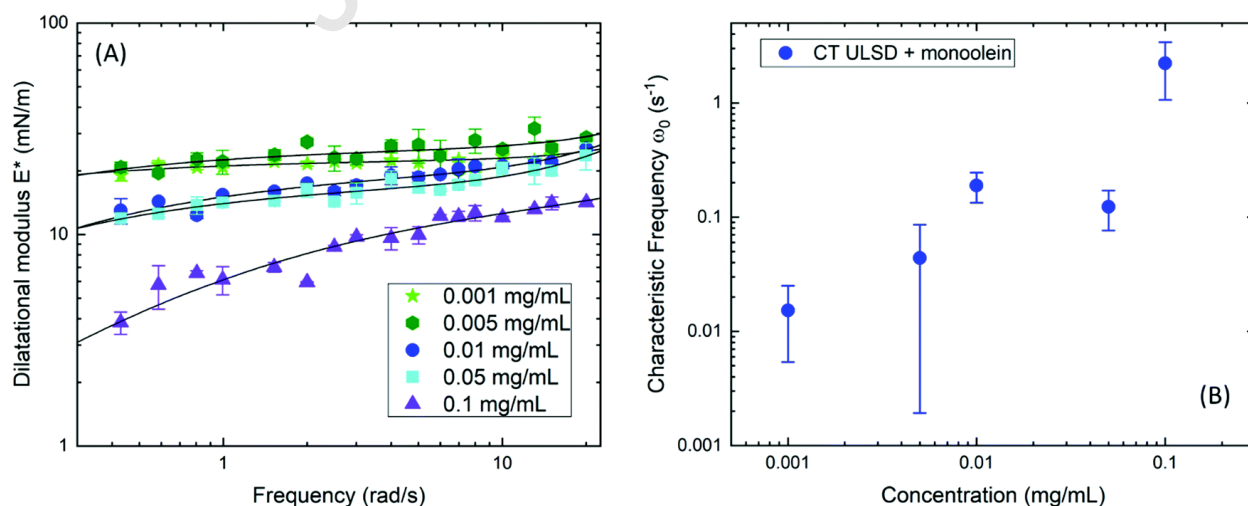 (A)
Dilatational modulus E* (mN/m)
100
10
1
1
10
Frequency (rad/s)
0.001 mg/mL
0.005 mg/mL
0.01 mg/mL
0.05 mg/mL
0.1 mg/mL
Characteristic Frequency ω₀ (s⁻¹)
CT ULSD + monoolein
1
0.1
0.01
0.001
(B)
0.001
0.01
0.1
Concentration (mg/mL)